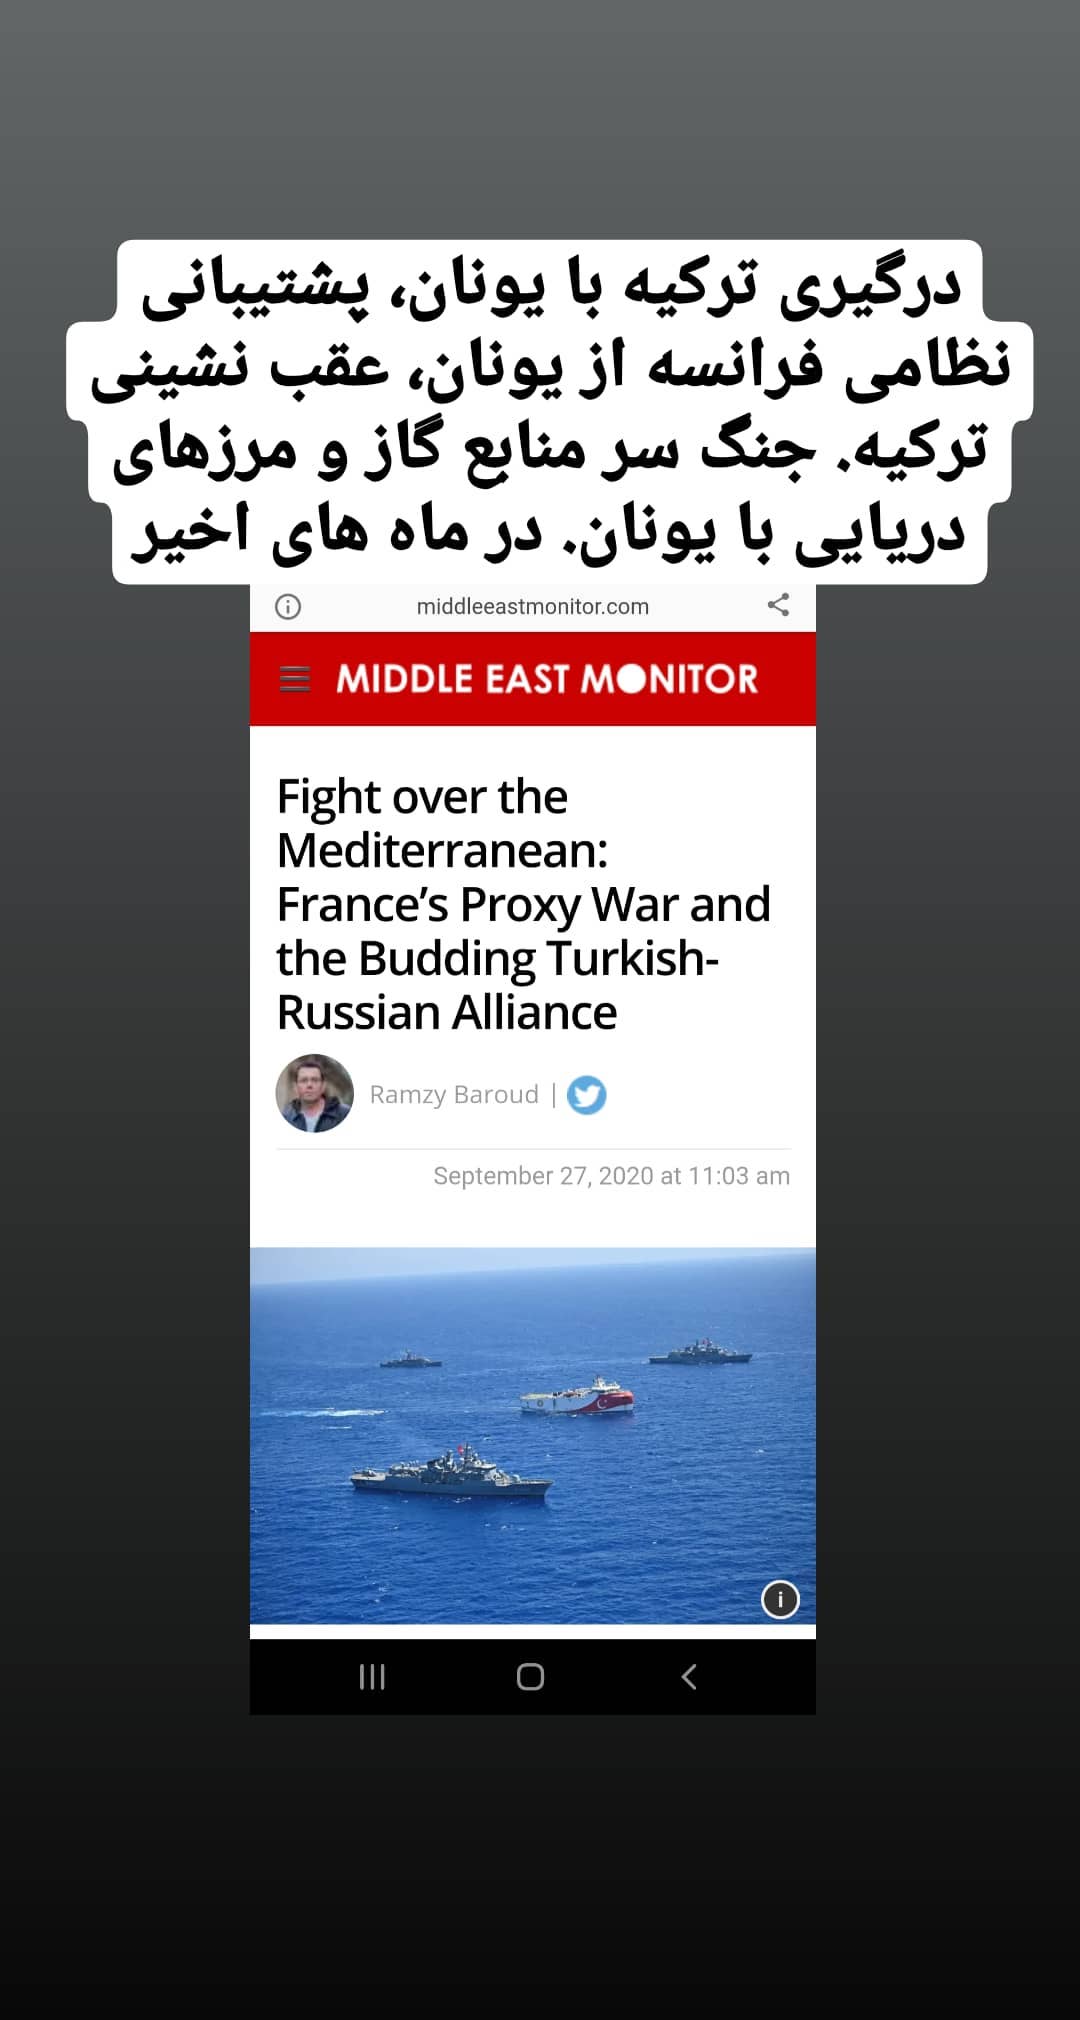 درگیری ترکیه با یونان، پشتیبانی
نظامی فرانسه از یونان، عقب نشینی
ترکیه. جنگ سر منابع گاز و مرزهای
دریایی با یونان. در ماه های اخیر
middleeastmonitor.com
MIDDLE EAST MONITOR
Fight over the
Mediterranean:
France’s Proxy War and
the Budding Turkish-
Russian Alliance
Ramzy Baroud |
September 27, 2020 at 11:03 am